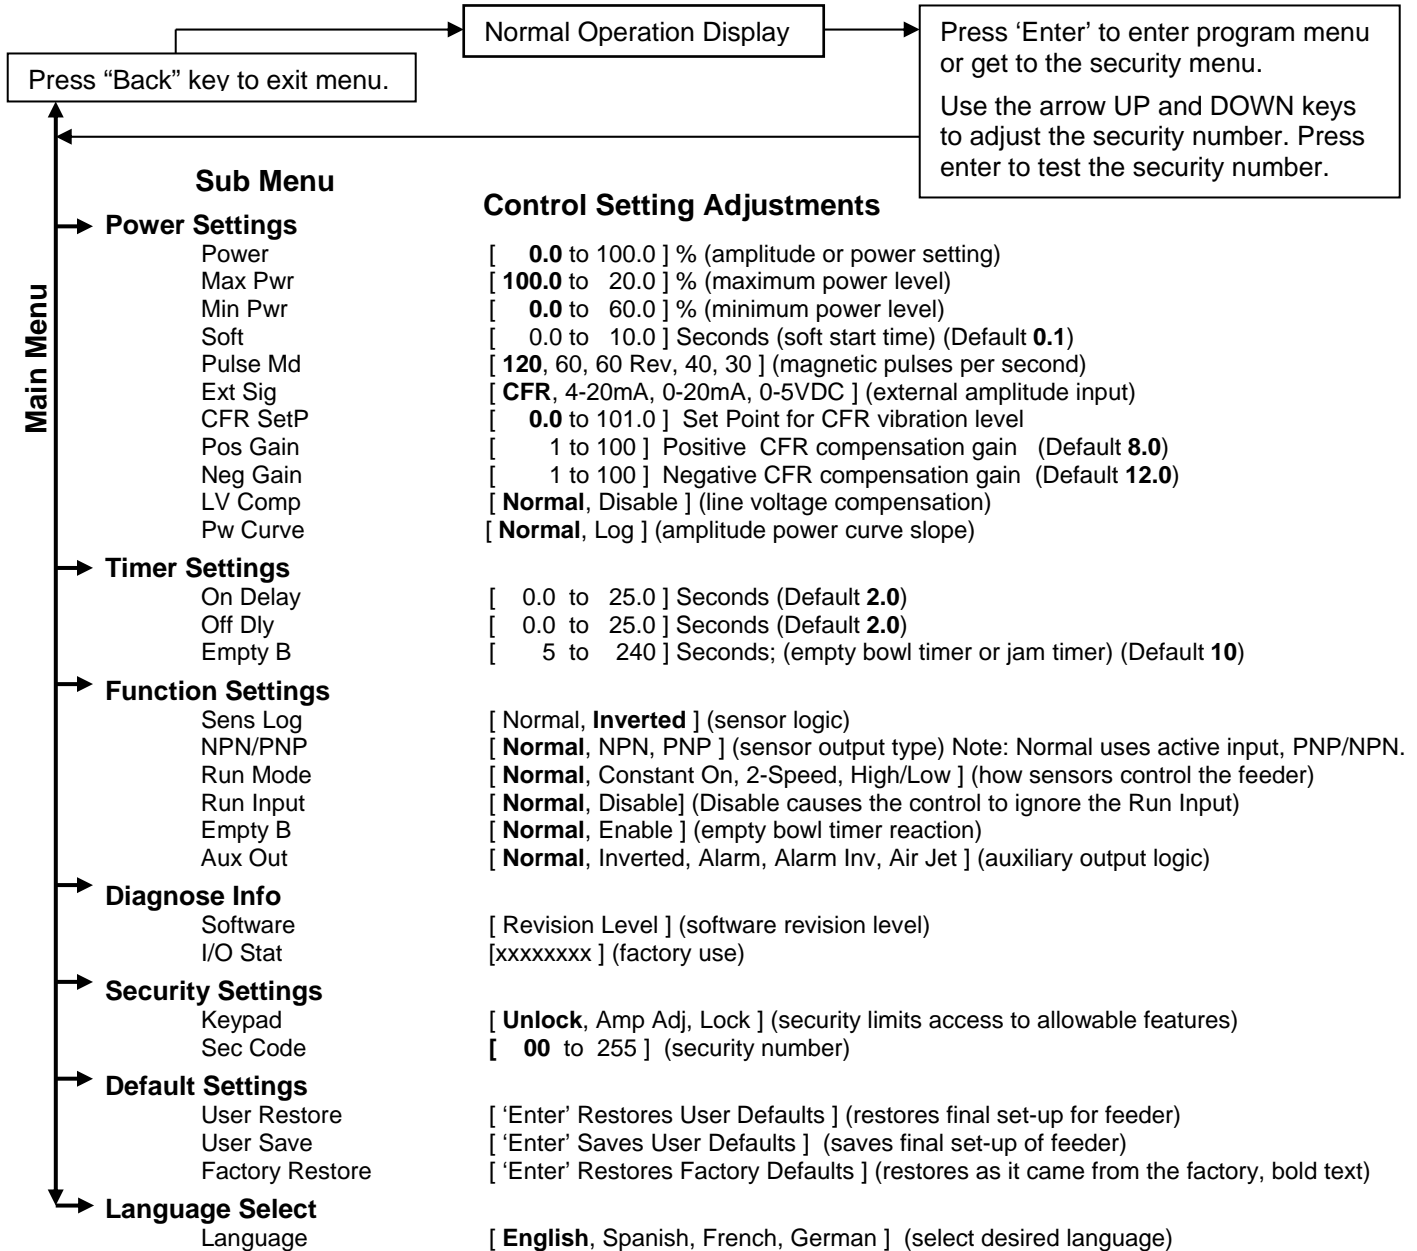 Normal Operation Display
Press "Back" key to exit menu.
Press ‘Enter’ to enter program menu
or get to the security menu.
Use the arrow UP and DOWN keys
to adjust the security number. Press
enter to test the security number.
Main Menu
Sub Menu
Control Setting Adjustments
Power Settings
Power [ 0.0 to 100.0 ] % (amplitude or power setting)
Max Pwr [ 100.0 to 20.0 ] % (maximum power level)
Min Pwr [ 0.0 to 60.0 ] % (minimum power level)
Soft [ 0.0 to 10.0 ] Seconds (soft start time) (Default 0.1)
Pulse Md [ 120, 60, 60 Rev, 40, 30 ] (magnetic pulses per second)
Ext Sig [ CFR, 4-20mA, 0-20mA, 0-5VDC ] (external amplitude input)
CFR SetP [ 0.0 to 101.0 ] Set Point for CFR vibration level
Pos Gain [ 1 to 100 ] Positive CFR compensation gain (Default 8.0)
Neg Gain [ 1 to 100 ] Negative CFR compensation gain (Default 12.0)
LV Comp [ Normal, Disable ] (line voltage compensation)
Pw Curve [ Normal, Log ] (amplitude power curve slope)
Timer Settings
On Delay [ 0.0 to 25.0 ] Seconds (Default 2.0)
Off Dly [ 0.0 to 25.0 ] Seconds (Default 2.0)
Empty B [ 5 to 240 ] Seconds; (empty bowl timer or jam timer) (Default 10)
Function Settings
Sens Log [ Normal, Inverted ] (sensor logic)
NPN/PNP [ Normal, NPN, PNP ] (sensor output type) Note: Normal uses active input, PNP/NPN.
Run Mode [ Normal, Constant On, 2-Speed, High/Low ] (how sensors control the feeder)
Run Input [ Normal, Disable] (Disable causes the control to ignore the Run Input)
Empty B [ Normal, Enable ] (empty bowl timer reaction)
Aux Out [ Normal, Inverted, Alarm, Alarm Inv, Air Jet ] (auxiliary output logic)
Diagnose Info
Software [ Revision Level ] (software revision level)
I/O Stat [xxxxxxxx ] (factory use)
Security Settings
Keypad [ Unlock, Amp Adj, Lock ] (security limits access to allowable features)
Sec Code [ 00 to 255 ] (security number)
Default Settings
User Restore [ ‘Enter’ Restores User Defaults ] (restores final set-up for feeder)
User Save [ ‘Enter’ Saves User Defaults ] (saves final set-up of feeder)
Factory Restore [ ‘Enter’ Restores Factory Defaults ] (restores as it came from the factory, bold text)
Language Select
Language [ English, Spanish, French, German ] (select desired language)